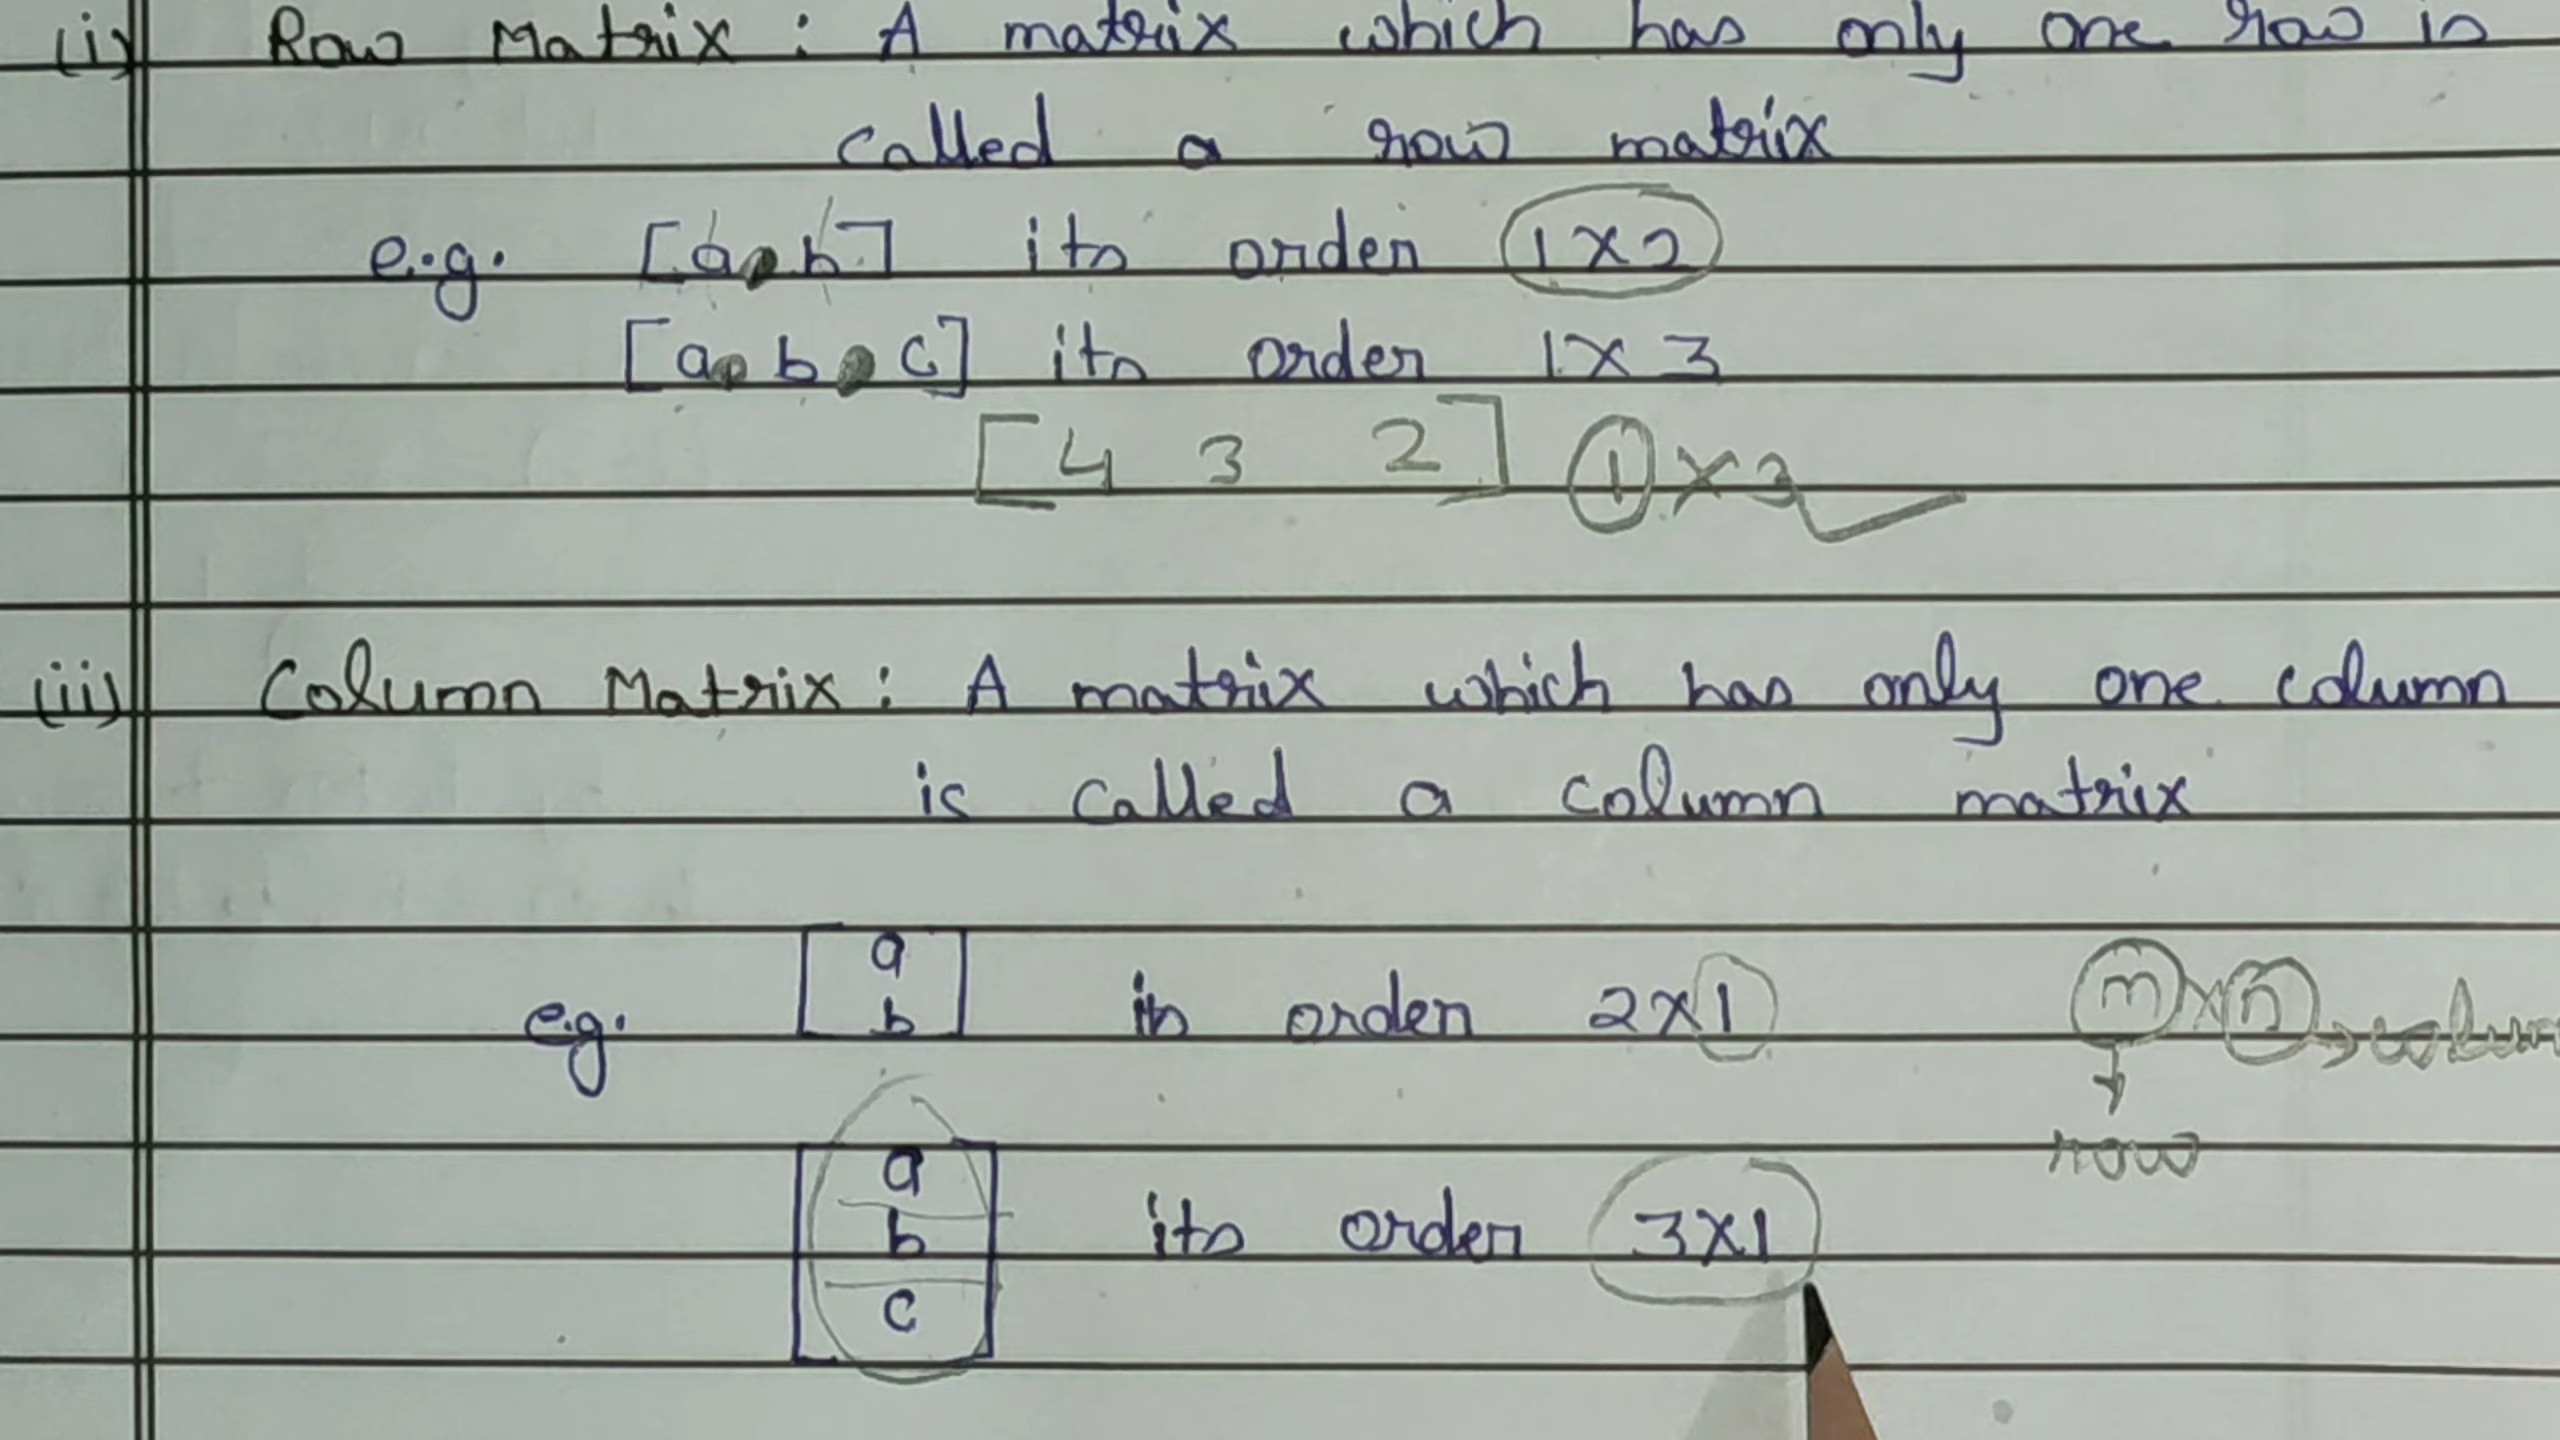 (i) Row Matrix : A matrix which has only one row is
called a row matrix
e.g. [a, b] its order 1×2
[a, b, c] its order 1×3
[4 3 2] 1×3
(iii) Column Matrix : A matrix which has only one column
is called a column matrix
e.g. [a
b] its order 2×1 m×n→column
row
[a
b its order 3×1
c]